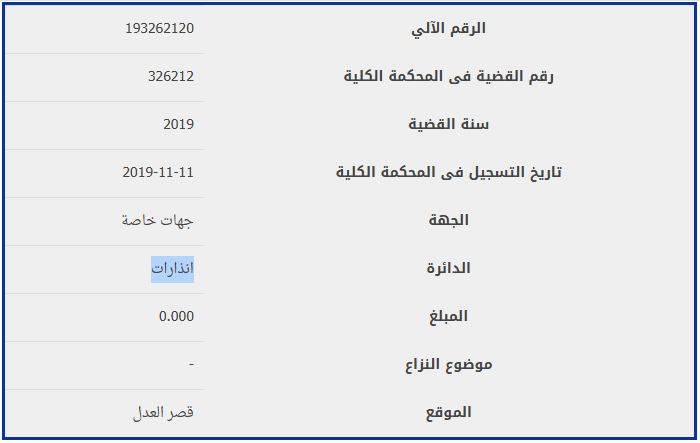 الرقم الآلي 193262120
رقم القضية فى المحكمة الكلية 326212
سنة القضية 2019
تاريخ التسجيل فى المحكمة الكلية 2019-11-11
الجهة جهات خاصة
الدائرة انذارات
المبلغ 0.000
موضوع النزاع -
الموقع قصر العدل